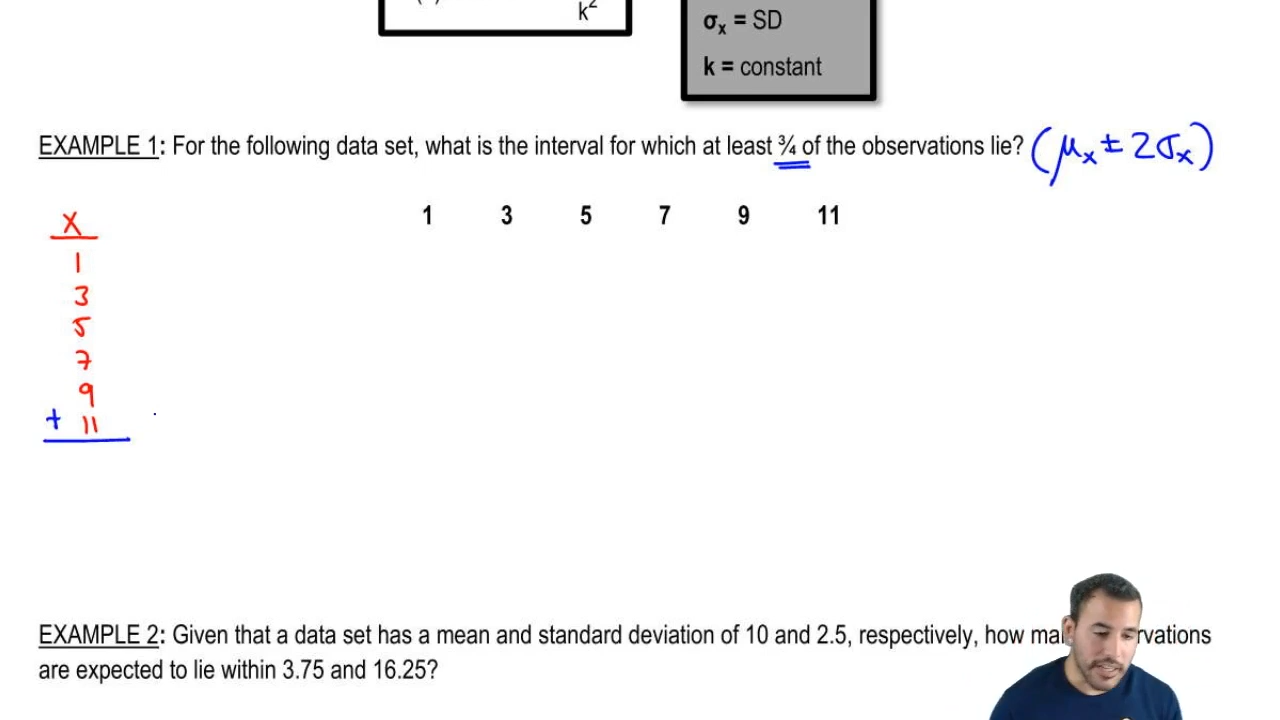 k²
σx = SD
k = constant
EXAMPLE 1: For the following data set, what is the interval for which at least ¾ of the observations lie? (μx ± 2σx)
1 3 5 7 9 11
X
1
3
5
7
9
+ 11
EXAMPLE 2: Given that a data set has a mean and standard deviation of 10 and 2.5, respectively, how
are expected to lie within 3.75 and 16.25?